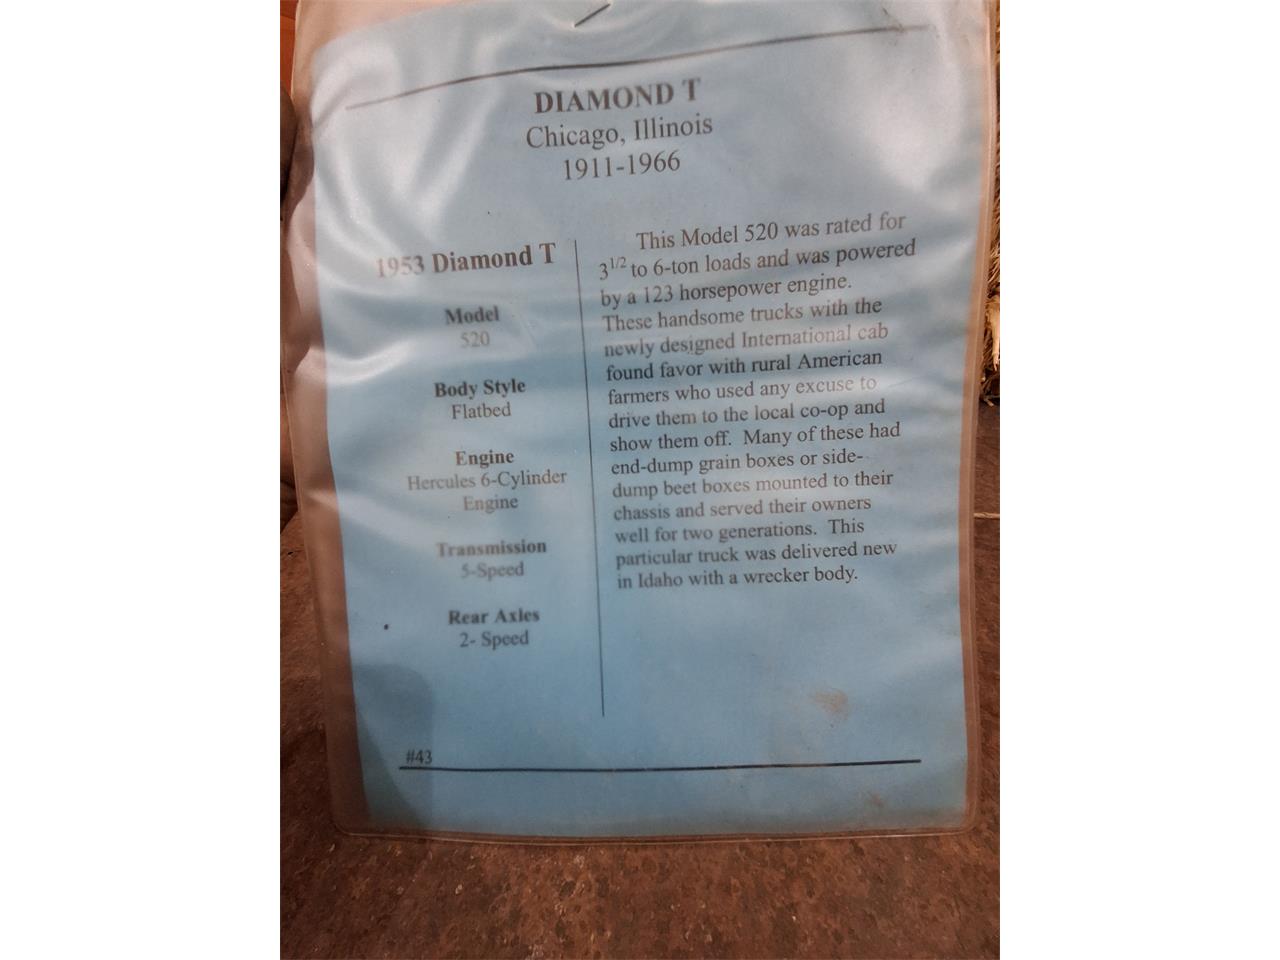 DIAMOND T
Chicago, Illinois
1911-1966
1953 Diamond T
Model
520
Body Style
Flatbed
Engine
Hercules 6-Cylinder
Engine
Transmission
5-Speed
Rear Axles
2- Speed
This Model 520 was rated for
3 1/2 to 6-ton loads and was powered
by a 123 horsepower engine.
These handsome trucks with the
newly designed International cab
found favor with rural American
farmers who used any excuse to
drive them to the local co-op and
show them off. Many of these had
end-dump grain boxes or side-
dump beet boxes mounted to their
chassis and served their owners
well for two generations. This
particular truck was delivered new
in Idaho with a wrecker body.
#43